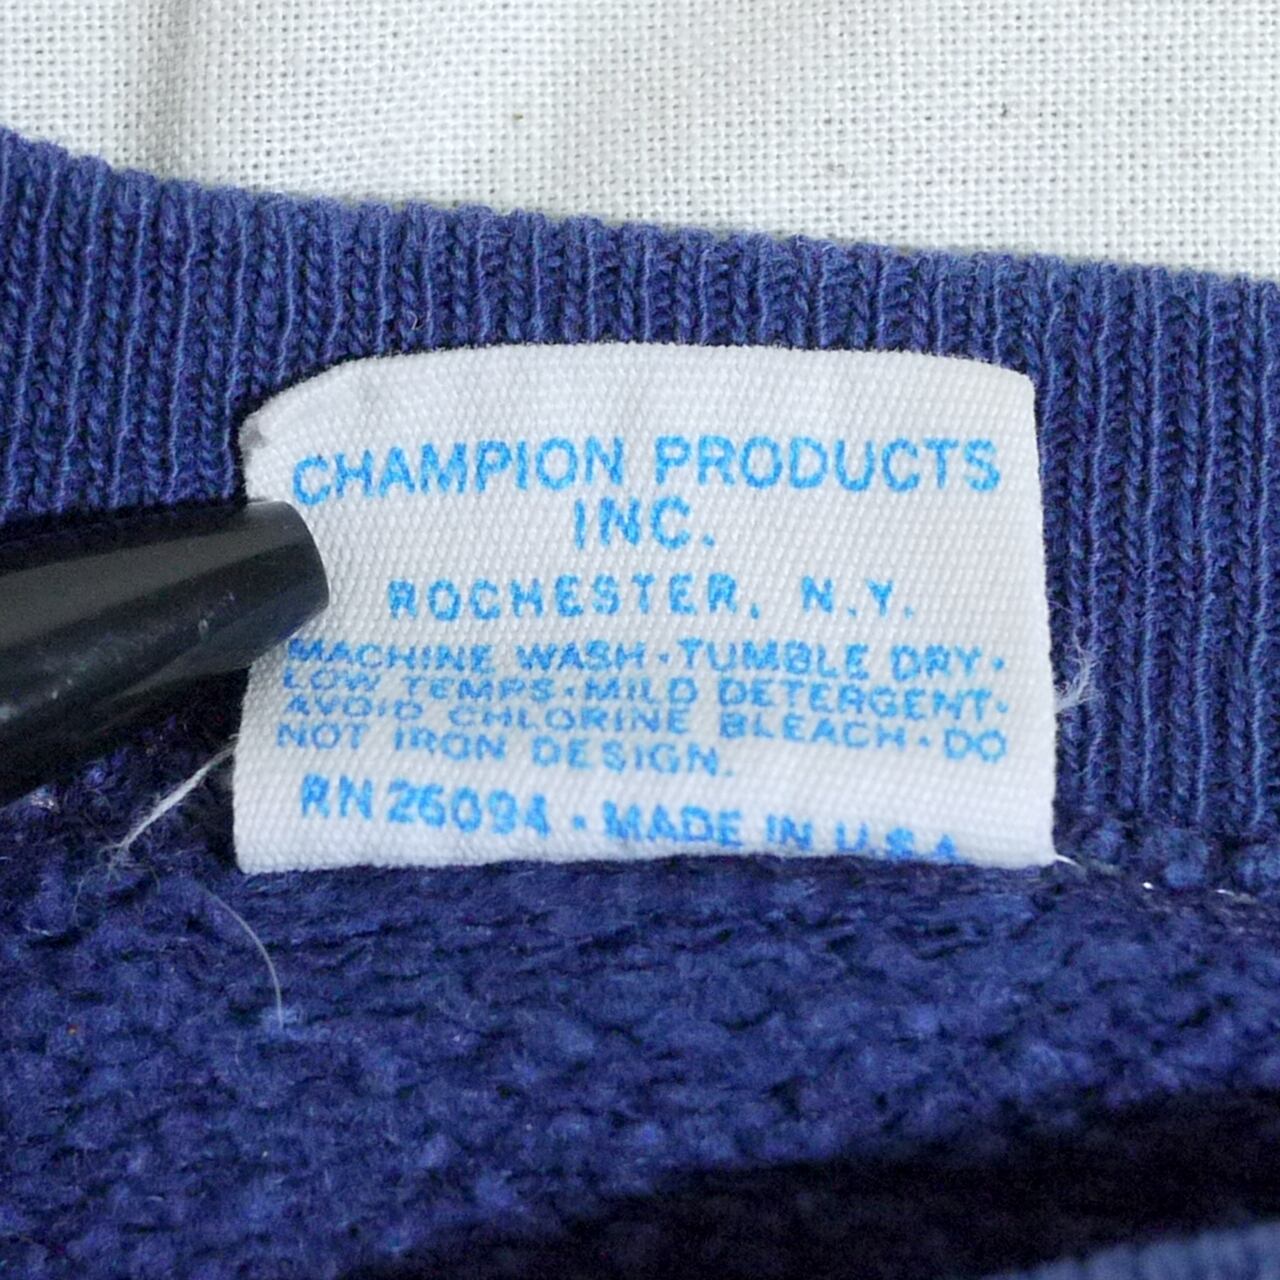 CHAMPION PRODUCTS
INC.
ROCHESTER, N.Y.
MACHINE WASH·TUMBLE DRY·
LOW TEMPS·MILD DETERGENT·
AVOID CHLORINE BLEACH·DO
NOT IRON DESIGN.
RN 26094 · MADE IN U.S.A.